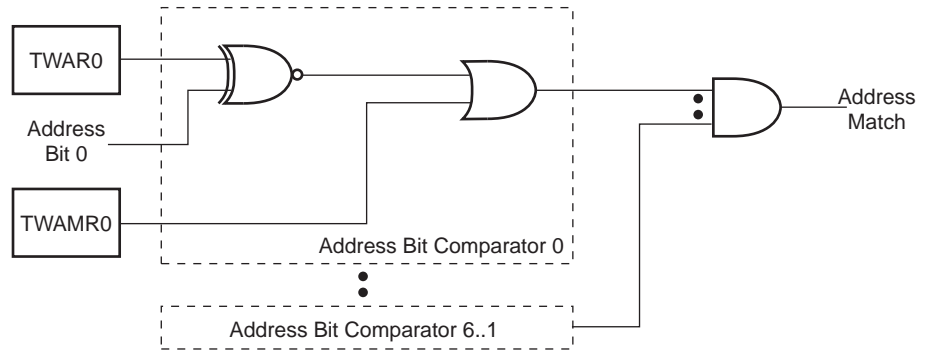 TWAR0
Address
Bit 0
TWAMR0
Address Bit Comparator 0
Address Bit Comparator 6..1
Address
Match